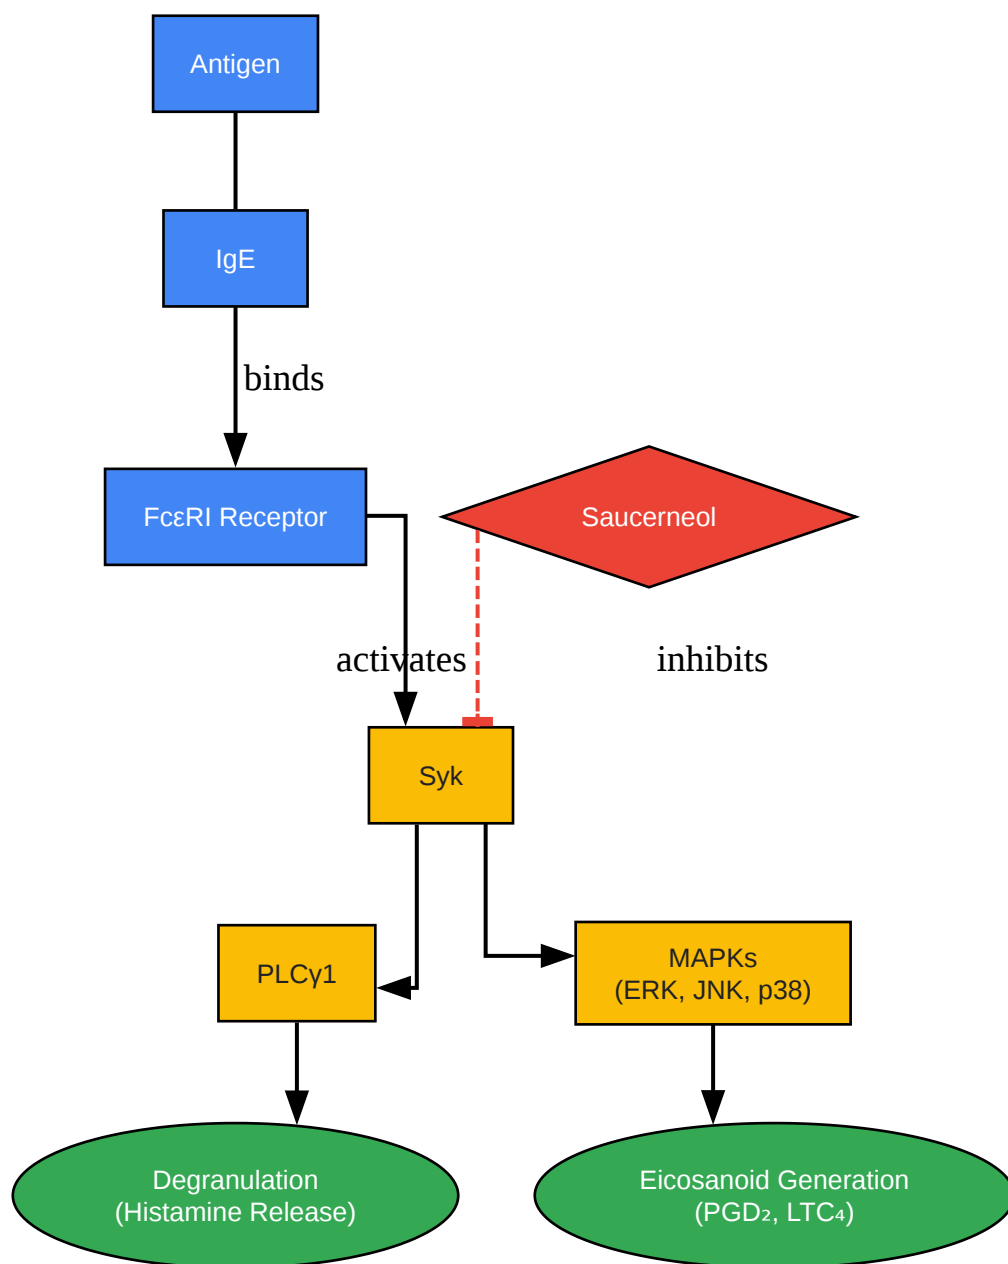 Antigen
IgE
binds
FcεRI Receptor
Saucerneol
activates
inhibits
Syk
PLCγ1
MAPKs
(ERK, JNK, p38)
Degranulation
(Histamine Release)
Eicosanoid Generation
(PGD₂, LTC₄)